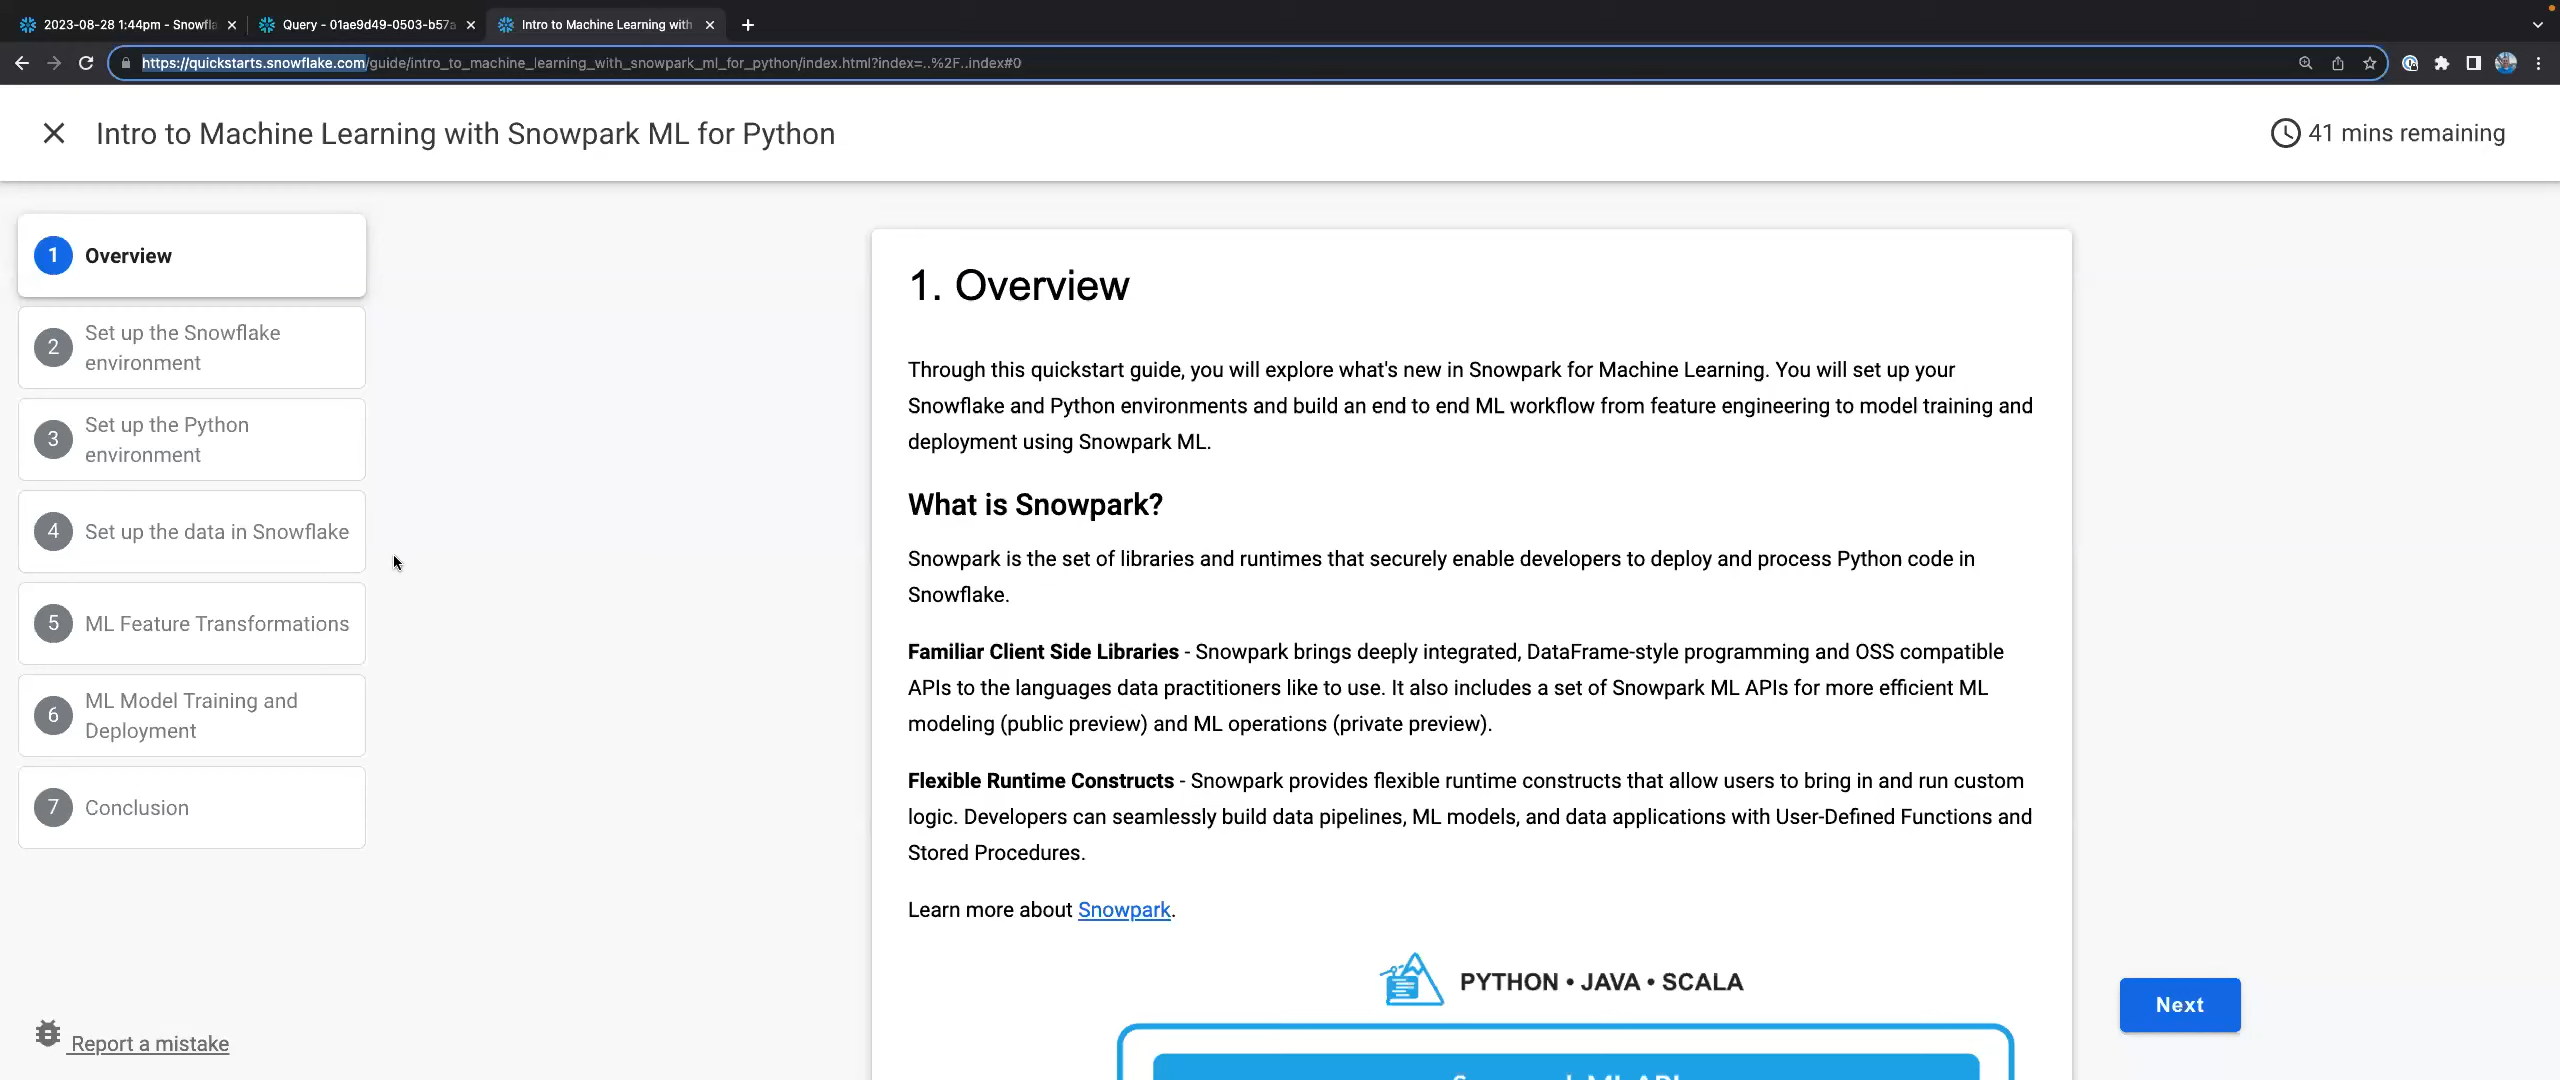 2023-08-28 1:44pm - Snowfla
Query - 01ae9d49-0503-b57a
Intro to Machine Learning with
https://quickstarts.snowflake.com/guide/intro_to_machine_learning_with_snowpark_ml_for_python/index.html?index=..%2F..index#0
Intro to Machine Learning with Snowpark ML for Python
41 mins remaining
1 Overview
2 Set up the Snowflake
environment
3 Set up the Python
environment
4 Set up the data in Snowflake
5 ML Feature Transformations
6 ML Model Training and
Deployment
7 Conclusion
Report a mistake
1. Overview
Through this quickstart guide, you will explore what's new in Snowpark for Machine Learning. You will set up your
Snowflake and Python environments and build an end to end ML workflow from feature engineering to model training and
deployment using Snowpark ML.
What is Snowpark?
Snowpark is the set of libraries and runtimes that securely enable developers to deploy and process Python code in
Snowflake.
Familiar Client Side Libraries - Snowpark brings deeply integrated, DataFrame-style programming and OSS compatible
APIs to the languages data practitioners like to use. It also includes a set of Snowpark ML APIs for more efficient ML
modeling (public preview) and ML operations (private preview).
Flexible Runtime Constructs - Snowpark provides flexible runtime constructs that allow users to bring in and run custom
logic. Developers can seamlessly build data pipelines, ML models, and data applications with User-Defined Functions and
Stored Procedures.
Learn more about Snowpark.
PYTHON • JAVA • SCALA
Next